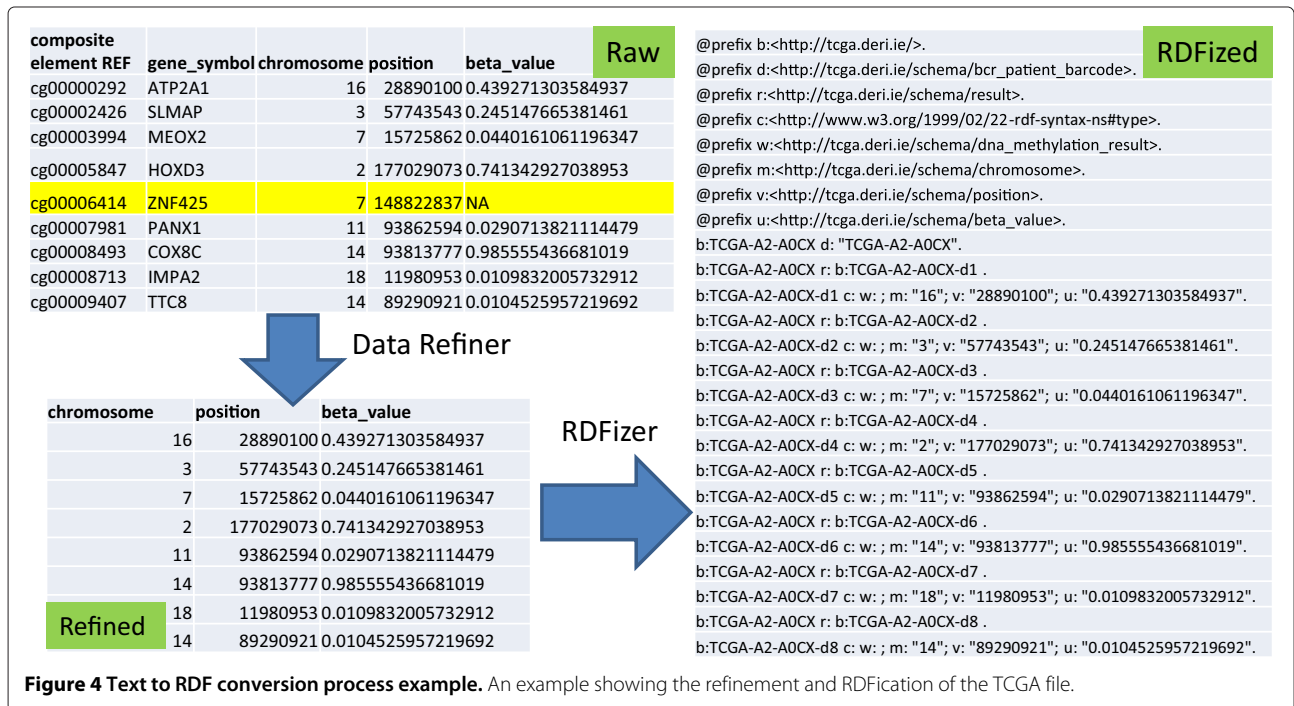 composite
element REF gene_symbol chromosome position beta_value
Raw
cg00000292 ATP2A1 16 28890100 0.439271303584937
cg00002426 SLMAP 3 57743543 0.245147665381461
cg00003994 MEOX2 7 15725862 0.0440161061196347
cg00005847 HOXD3 2 177029073 0.741342927038953
cg00006414 ZNF425 7 148822837 NA
cg00007981 PANX1 11 93862594 0.0290713821114479
cg00008493 COX8C 14 93813777 0.985555436681019
cg00008713 IMPA2 18 11980953 0.0109832005732912
cg00009407 TTC8 14 89290921 0.0104525957219692
Data Refiner
chromosome position beta_value
16 28890100 0.439271303584937
3 57743543 0.245147665381461
7 15725862 0.0440161061196347
2 177029073 0.741342927038953
11 93862594 0.0290713821114479
14 93813777 0.985555436681019
18 11980953 0.0109832005732912
14 89290921 0.0104525957219692
Refined
RDFizer
RDFized
@prefix b:<http://tcga.deri.ie/>.
@prefix d:<http://tcga.deri.ie/schema/bcr_patient_barcode>.
@prefix r:<http://tcga.deri.ie/schema/result>.
@prefix c:<http://www.w3.org/1999/02/22-rdf-syntax-ns#type>.
@prefix w:<http://tcga.deri.ie/schema/dna_methylation_result>.
@prefix m:<http://tcga.deri.ie/schema/chromosome>.
@prefix v:<http://tcga.deri.ie/schema/position>.
@prefix u:<http://tcga.deri.ie/schema/beta_value>.
b:TCGA-A2-A0CX d: "TCGA-A2-A0CX".
b:TCGA-A2-A0CX r: b:TCGA-A2-A0CX-d1 .
b:TCGA-A2-A0CX-d1 c: w: ; m: "16"; v: "28890100"; u: "0.439271303584937".
b:TCGA-A2-A0CX r: b:TCGA-A2-A0CX-d2 .
b:TCGA-A2-A0CX-d2 c: w: ; m: "3"; v: "57743543"; u: "0.245147665381461".
b:TCGA-A2-A0CX r: b:TCGA-A2-A0CX-d3 .
b:TCGA-A2-A0CX-d3 c: w: ; m: "7"; v: "15725862"; u: "0.0440161061196347".
b:TCGA-A2-A0CX r: b:TCGA-A2-A0CX-d4 .
b:TCGA-A2-A0CX-d4 c: w: ; m: "2"; v: "177029073"; u: "0.741342927038953".
b:TCGA-A2-A0CX r: b:TCGA-A2-A0CX-d5 .
b:TCGA-A2-A0CX-d5 c: w: ; m: "11"; v: "93862594"; u: "0.0290713821114479".
b:TCGA-A2-A0CX r: b:TCGA-A2-A0CX-d6 .
b:TCGA-A2-A0CX-d6 c: w: ; m: "14"; v: "93813777"; u: "0.985555436681019".
b:TCGA-A2-A0CX r: b:TCGA-A2-A0CX-d7 .
b:TCGA-A2-A0CX-d7 c: w: ; m: "18"; v: "11980953"; u: "0.0109832005732912".
b:TCGA-A2-A0CX r: b:TCGA-A2-A0CX-d8 .
b:TCGA-A2-A0CX-d8 c: w: ; m: "14"; v: "89290921"; u: "0.0104525957219692".
Figure 4 Text to RDF conversion process example. An example showing the refinement and RDFication of the TCGA file.